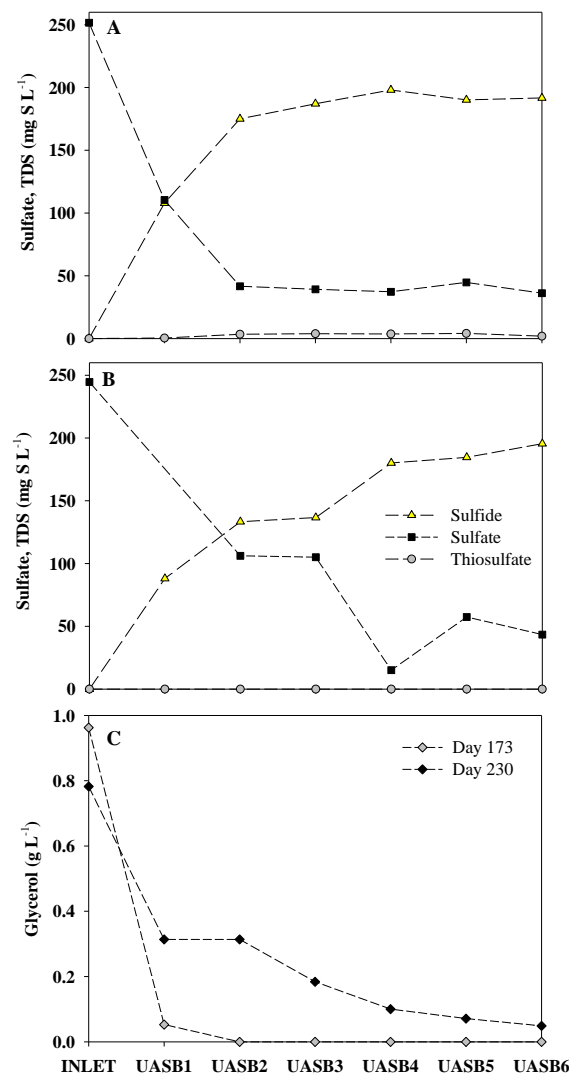 A
250
200
150
100
50
0
Sulfate, TDS (mg S L-1)
B
250
200
150
100
50
0
Sulfate, TDS (mg S L-1)
Sulfide
Sulfate
Thiosulfate
C
1.0
0.8
0.6
0.4
0.2
0.0
Glycerol (g L-1)
Day 173
Day 230
INLET UASB1 UASB2 UASB3 UASB4 UASB5 UASB6